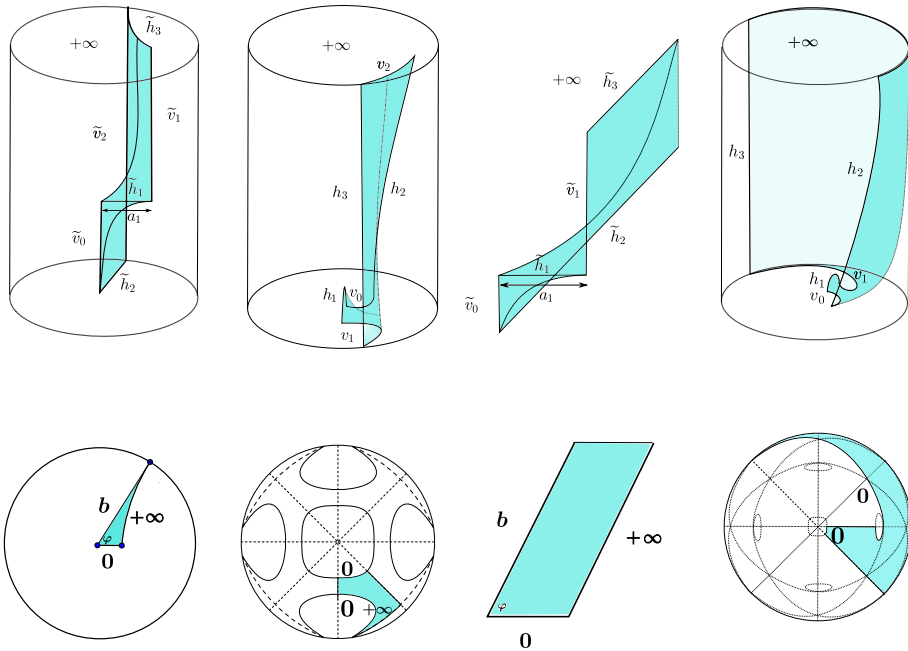 +∞
h̃₃
ṽ₂
ṽ₁
h̃₁
a₁
ṽ₀
h̃₂
+∞
v₂
h₃
h₂
h₁
v₀
v₁
+∞
h̃₃
ṽ₁
h̃₂
h̃₁
a₁
ṽ₀
+∞
h₃
h₂
h₁
v₁
v₀
b
+∞
φ
0
0
0
+∞
b
+∞
φ
0
0
0